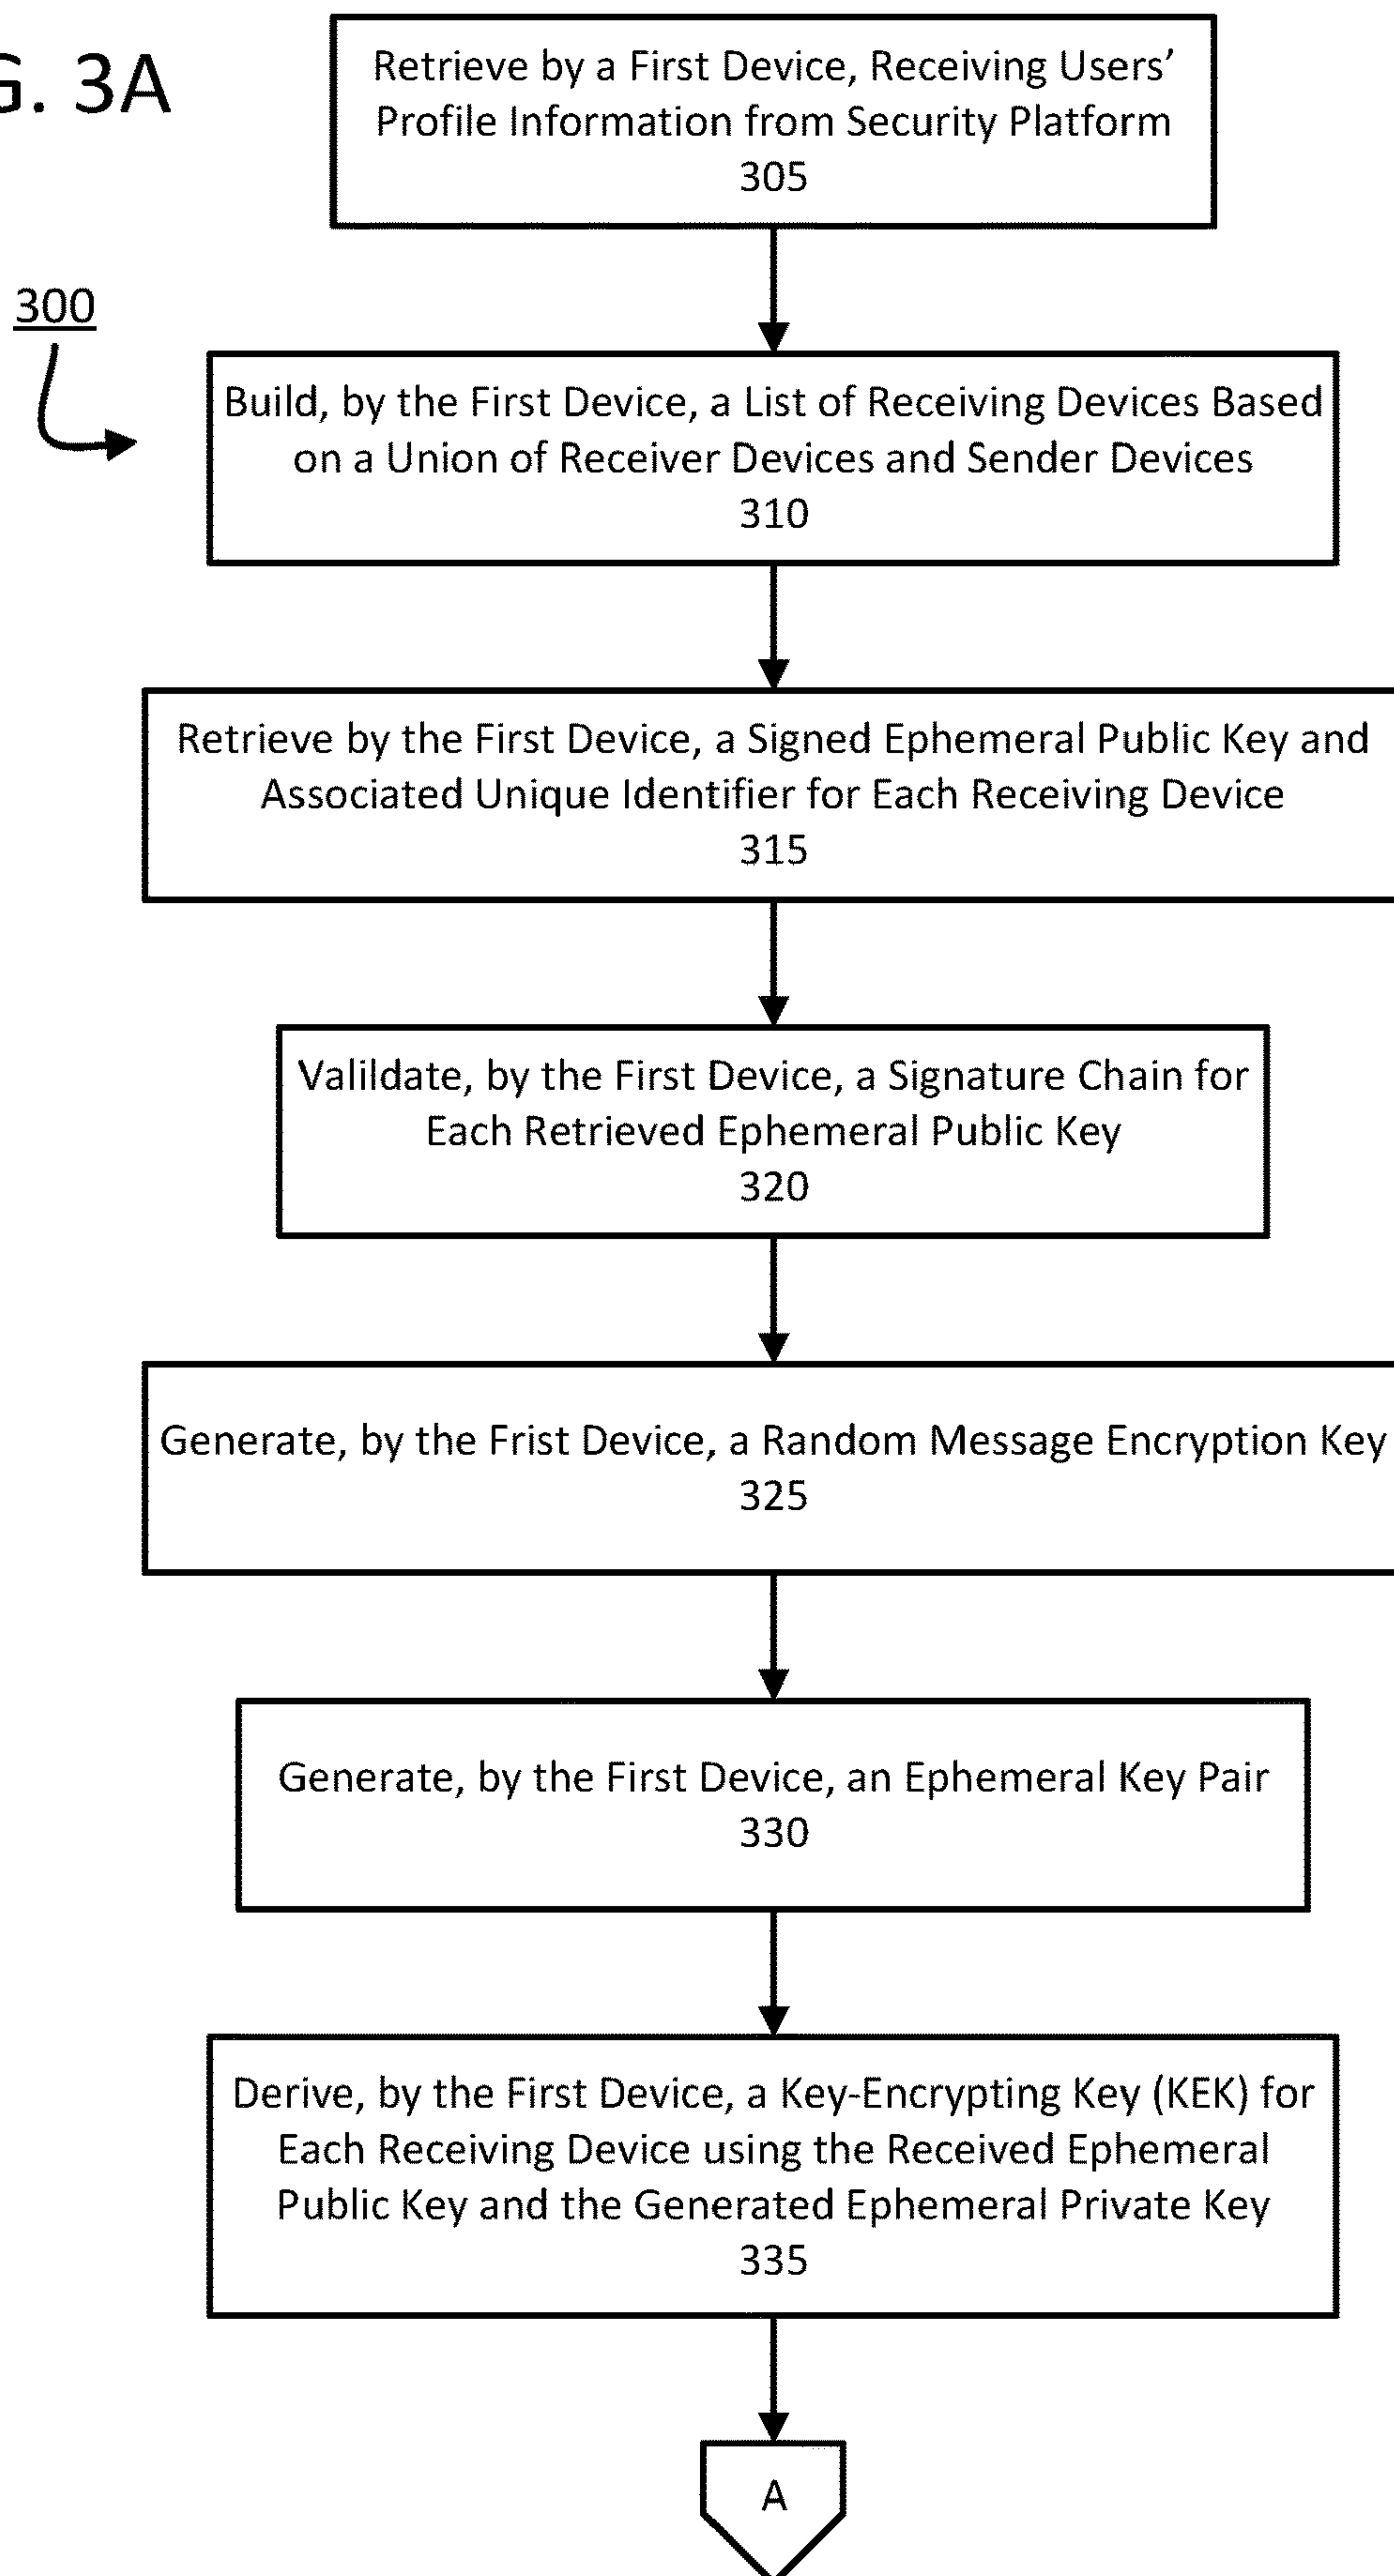 G. 3A
Retrieve by a First Device, Receiving Users’
Profile Information from Security Platform
305
300
Build, by the First Device, a List of Receiving Devices Based
on a Union of Receiver Devices and Sender Devices
310
Retrieve by the First Device, a Signed Ephemeral Public Key and
Associated Unique Identifier for Each Receiving Device
315
Valildate, by the First Device, a Signature Chain for
Each Retrieved Ephemeral Public Key
320
Generate, by the Frist Device, a Random Message Encryption Key
325
Generate, by the First Device, an Ephemeral Key Pair
330
Derive, by the First Device, a Key-Encrypting Key (KEK) for
Each Receiving Device using the Received Ephemeral
Public Key and the Generated Ephemeral Private Key
335
A